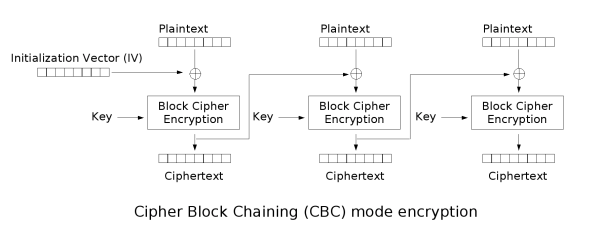 Plaintext
Plaintext
Plaintext
Initialization Vector (IV)
Key
Block Cipher
Encryption
Key
Block Cipher
Encryption
Key
Block Cipher
Encryption
Ciphertext
Ciphertext
Ciphertext
Cipher Block Chaining (CBC) mode encryption